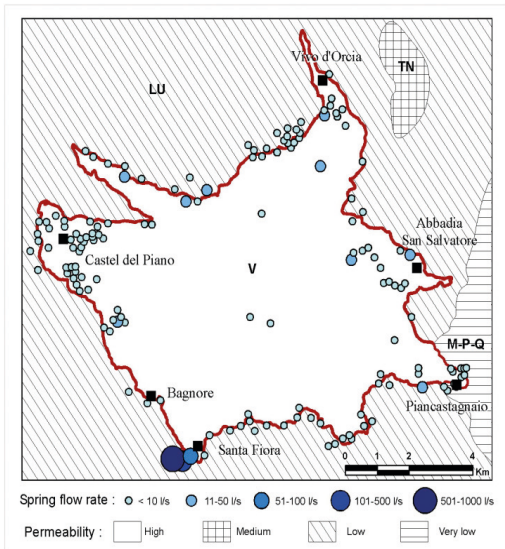 Vivo d'Orcia
TN
LU
Abbadia
San Salvatore
Castel del Piano
V
M-P-Q
Bagnore
Piancastagnaio
Santa Fiora
0 1 2 4
Km
Spring flow rate : < 10 l/s 11-50 l/s 51-100 l/s 101-500 l/s 501-1000 l/s
Permeability : High Medium Low Very low